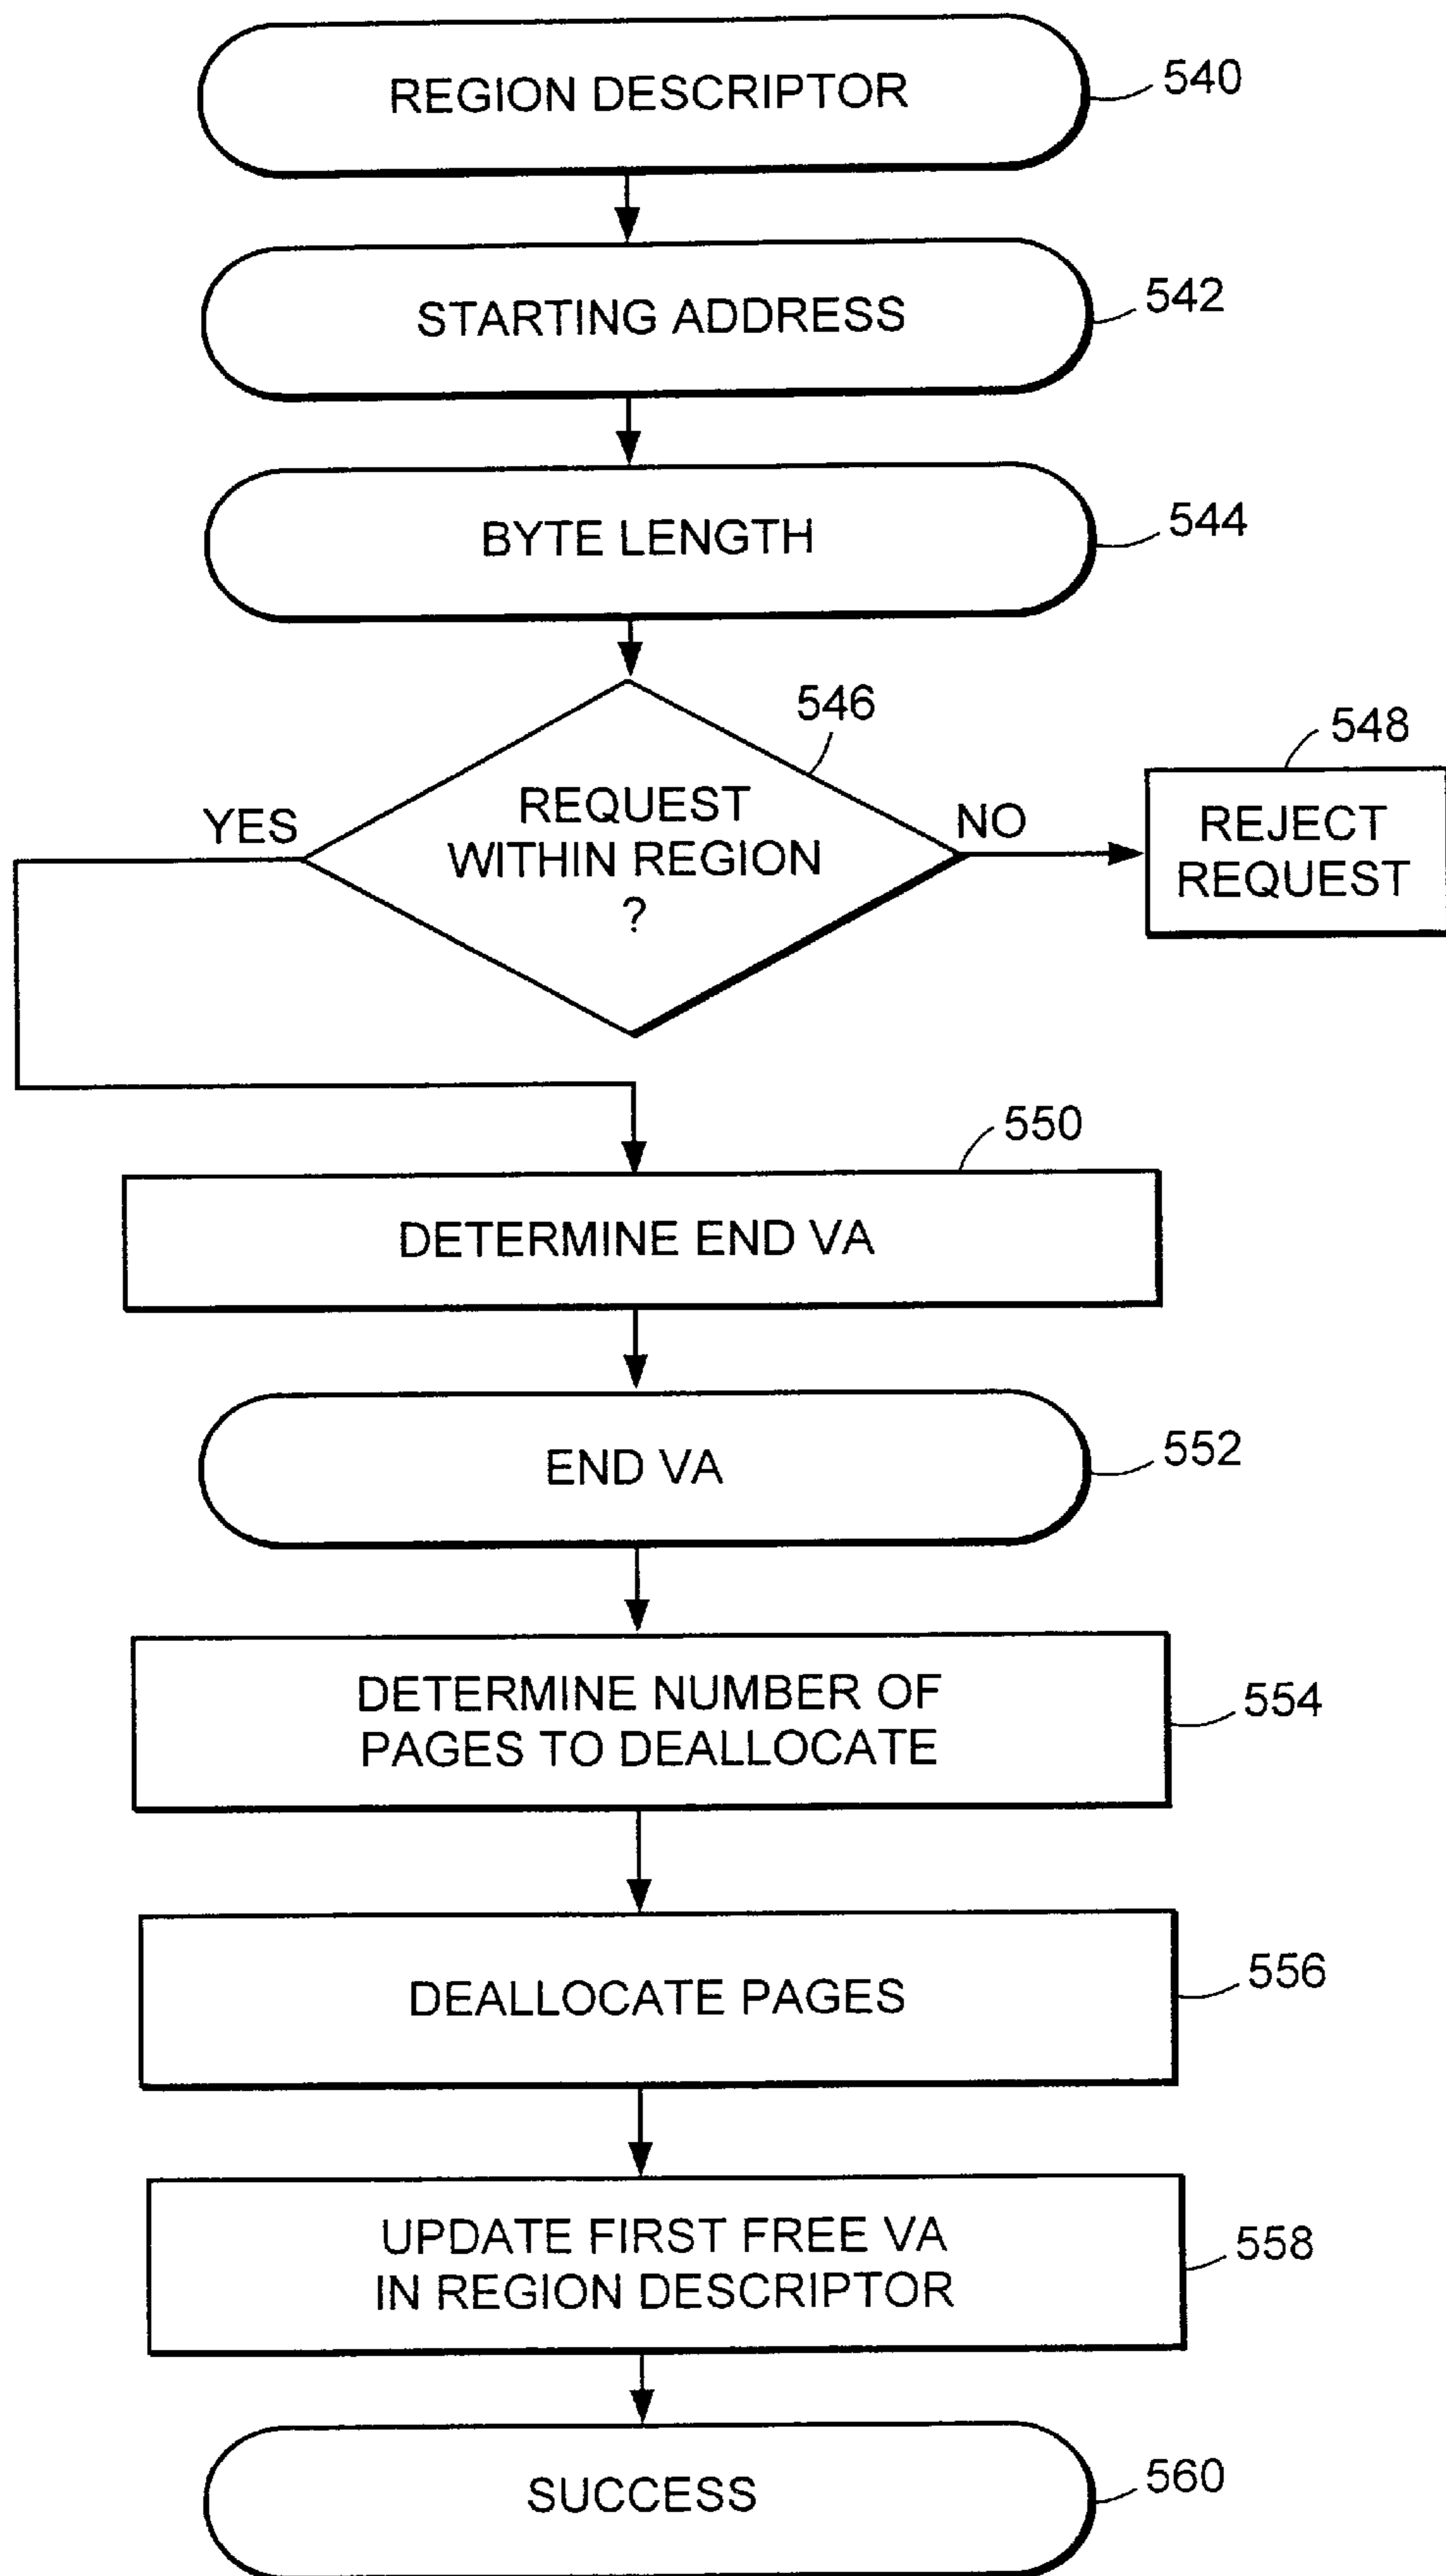 REGION DESCRIPTOR
540
STARTING ADDRESS
542
BYTE LENGTH
544
546
548
YES
REQUEST
WITHIN REGION
?
NO
REJECT
REQUEST
550
DETERMINE END VA
END VA
552
DETERMINE NUMBER OF
PAGES TO DEALLOCATE
554
DEALLOCATE PAGES
556
UPDATE FIRST FREE VA
IN REGION DESCRIPTOR
558
SUCCESS
560